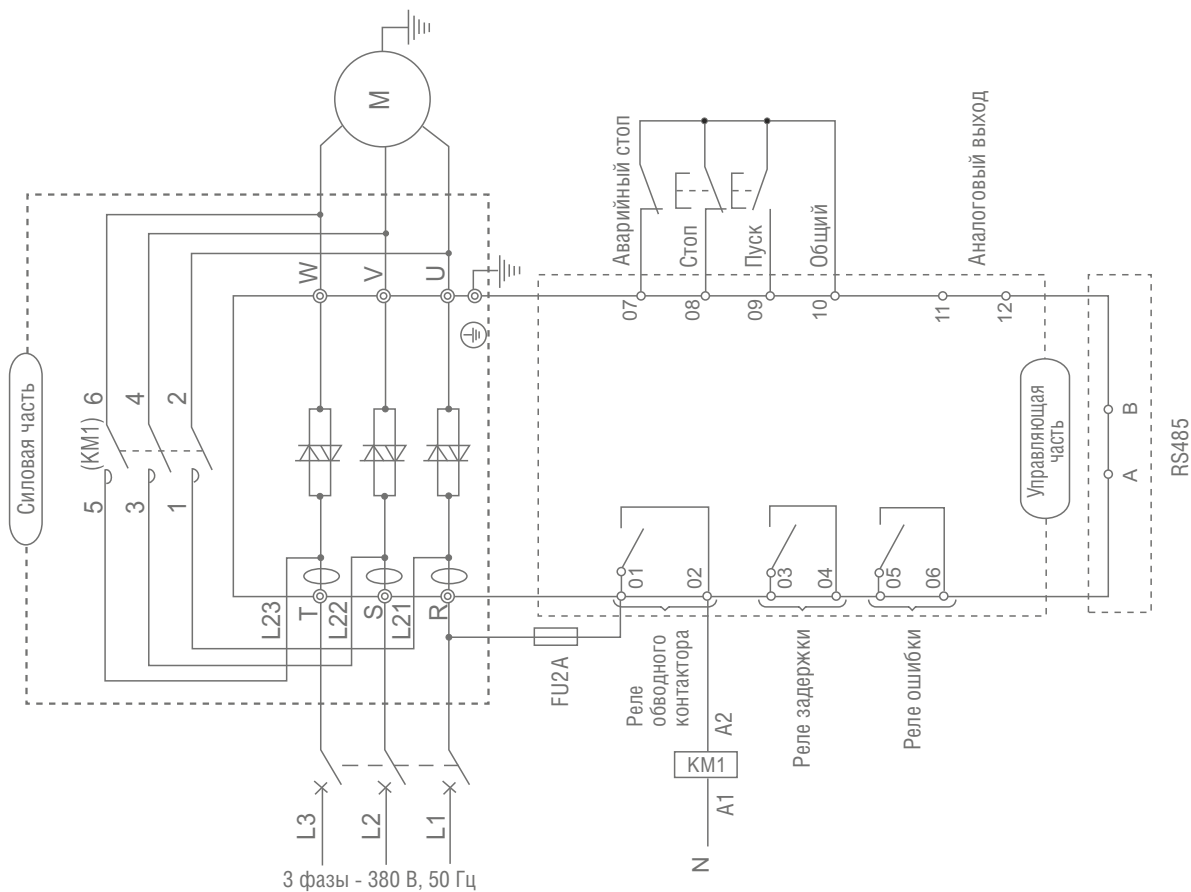 Силовая часть
(KM1)
5
6
3
4
1
2
M
W
V
U
L23
T
L22
S
L21
R
L3
L2
L1
3 фазы - 380 В, 50 Гц
FU2A
Аварийный стоп
Стоп
Пуск
Общий
Аналоговый выход
07
08
09
10
11
12
01
02
03
04
05
06
Реле
обводного
контактора
Реле задержки
Реле ошибки
A2
KM1
A1
N
Управляющая
часть
A
B
RS485